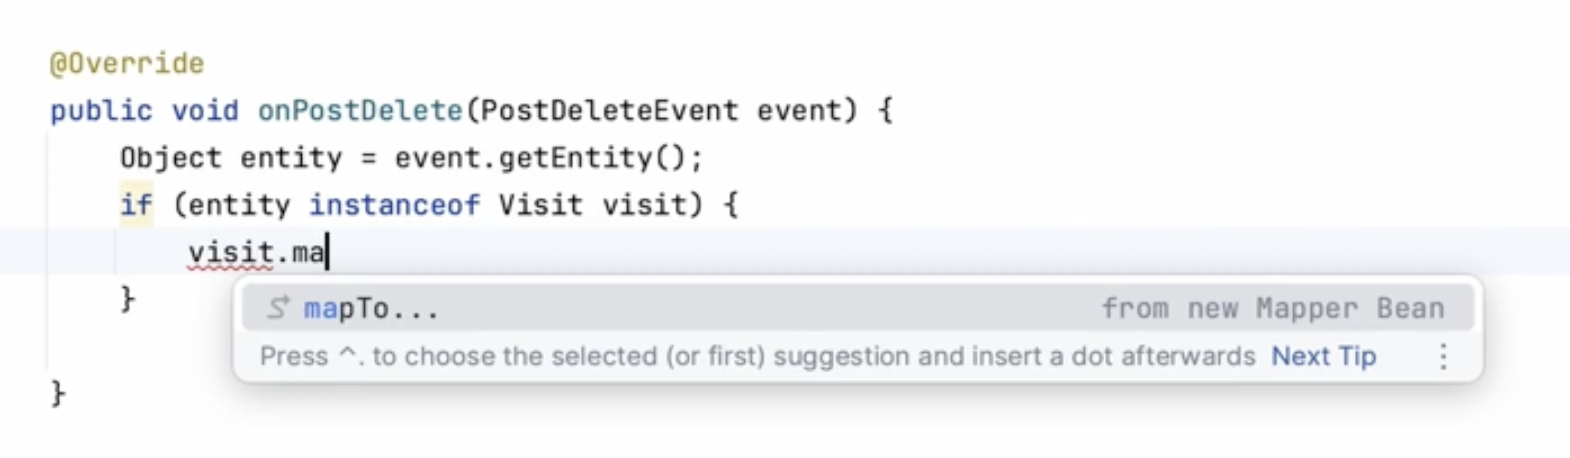 @Override
public void onPostDelete(PostDeleteEvent event) {
Object entity = event.getEntity();
if (entity instanceof Visit visit) {
visit.ma
mapTo... from new Mapper Bean
}
Press ^. to choose the selected (or first) suggestion and insert a dot afterwards Next Tip
}